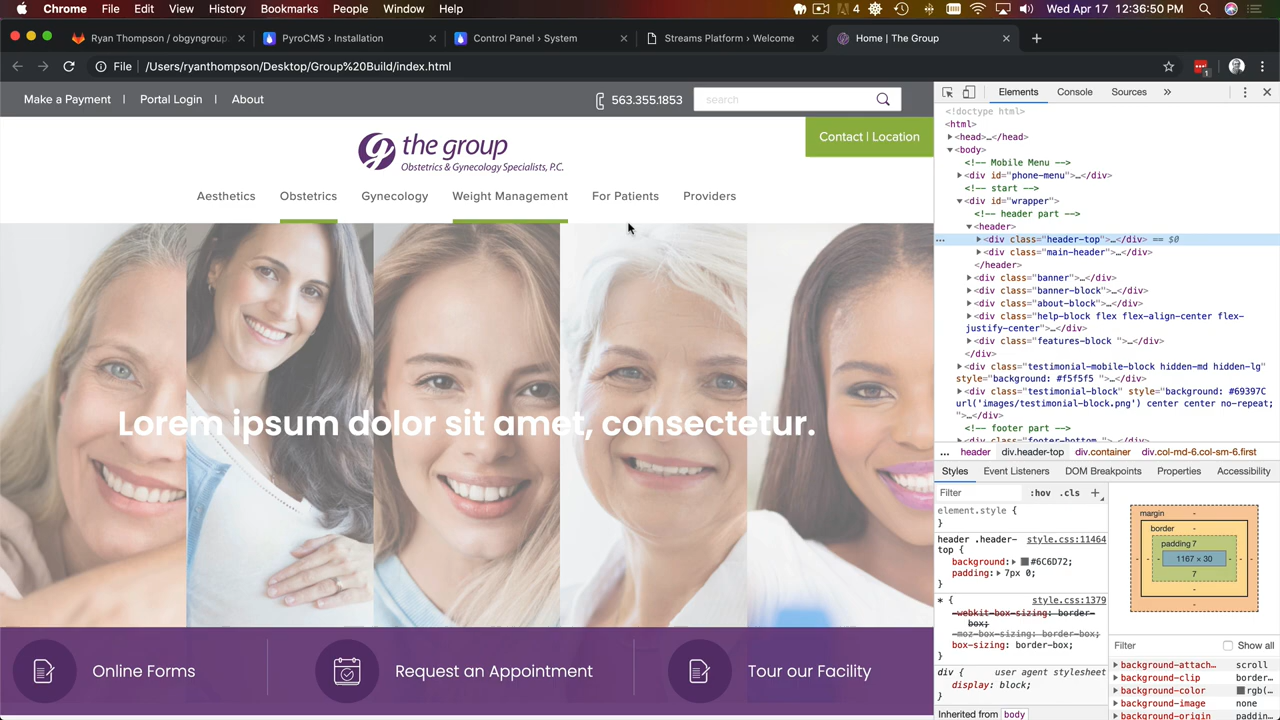 Chrome File Edit View History Bookmarks People Window Help
4 Wed Apr 17 12:36:50 PM
Ryan Thompson / obgyngroup.
PyroCMS › Installation
Control Panel › System
Streams Platform › Welcome
Home | The Group
File | /Users/ryanthompson/Desktop/Group%20Build/index.html
1
Make a Payment | Portal Login | About
563.355.1853
search
Contact | Location
the group
Obstetrics & Gynecology Specialists, P.C.
Aesthetics Obstetrics Gynecology Weight Management For Patients Providers
Lorem ipsum dolor sit amet, consectetur.
Online Forms
Request an Appointment
Tour our Facility
Elements Console Sources »
<!doctype html>
<html>
<head>…</head>
<body>
<!-- Mobile Menu -->
<div id="phone-menu">…</div>
<!-- start -->
<div id="wrapper">
<!-- header part -->
<header>
… <div class="header-top">…</div> == $0
<div class="main-header">…</div>
</header>
<div class="banner">…</div>
<div class="banner-block">…</div>
<div class="about-block">…</div>
<div class="help-block flex flex-align-center flex-
justify-center">…</div>
<div class="features-block ">…</div>
</div>
<div class="testimonial-mobile-block hidden-md hidden-lg"
style="background: #f5f5f5 ">…</div>
<div class="testimonial-block" style="background: #69397C
url('images/testimonial-block.png') center center no-repeat;
">…</div>
<!-- footer part -->
<div class="footer-bottom ">…</div>
... header div.header-top div.container div.col-md-6.col-sm-6.first
Styles Event Listeners DOM Breakpoints Properties Accessibility
Filter :hov .cls +
element.style {
}
header .header- style.css:11464
top {
background: #6C6D72;
padding: 7px 0;
}
* { style.css:1379
-webkit-box-sizing: border-
box;
-moz-box-sizing: border-box;
box-sizing: border-box;
}
div { user agent stylesheet
display: block;
}
Inherited from body
margin -
border -
padding 7
- - - 1167 × 30 - - -
7
-
-
Filter Show all
background-attach… scroll
background-clip border…
background-color rgb(…
background-image none
background-origin paddin…